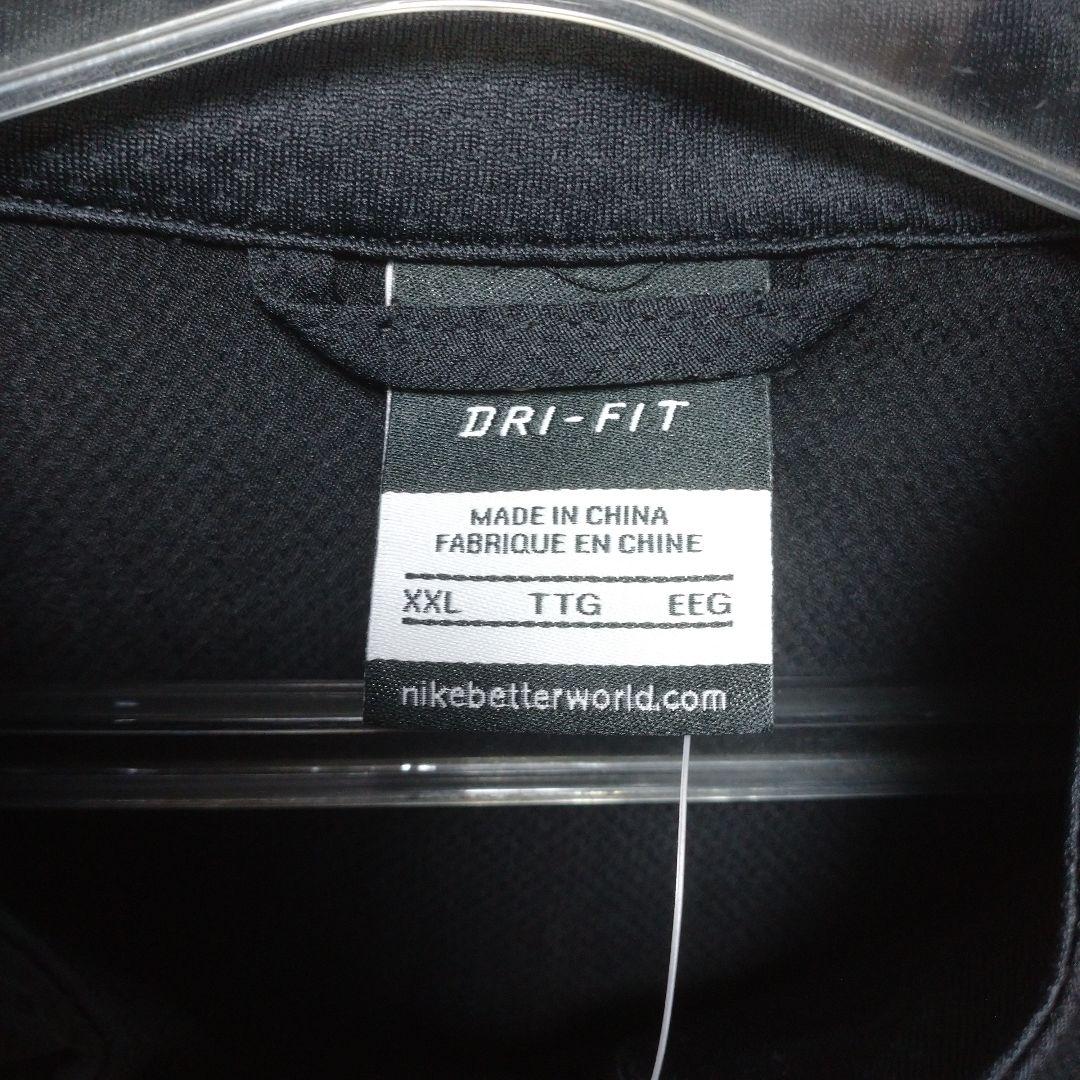 DRI-FIT
MADE IN CHINA
FABRIQUE EN CHINE
XXL TTG EEG
nikebetterworld.com